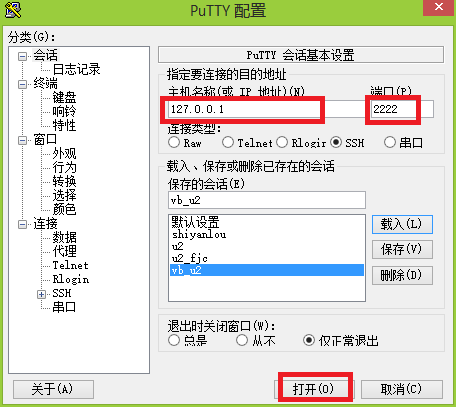 PuTTY 配置
分类(G):
会话
日志记录
终端
键盘
响铃
特性
窗口
外观
行为
转换
选择
颜色
连接
数据
代理
Telnet
Rlogin
SSH
串口
PuTTY 会话基本设置
指定要连接的目的地址
主机名称(或 IP 地址)(N) 端口(P)
127.0.0.1 2222
连接类型:
Raw Telnet Rlogir SSH 串口
载入、保存或删除已存在的会话
保存的会话(E)
vb_u2
默认设置
shiyanlou
u2
u2_fjc
vb_u2
载入(L)
保存(V)
删除(D)
退出时关闭窗口(W):
总是 从不 仅正常退出
关于(A) 打开(O) 取消(C)